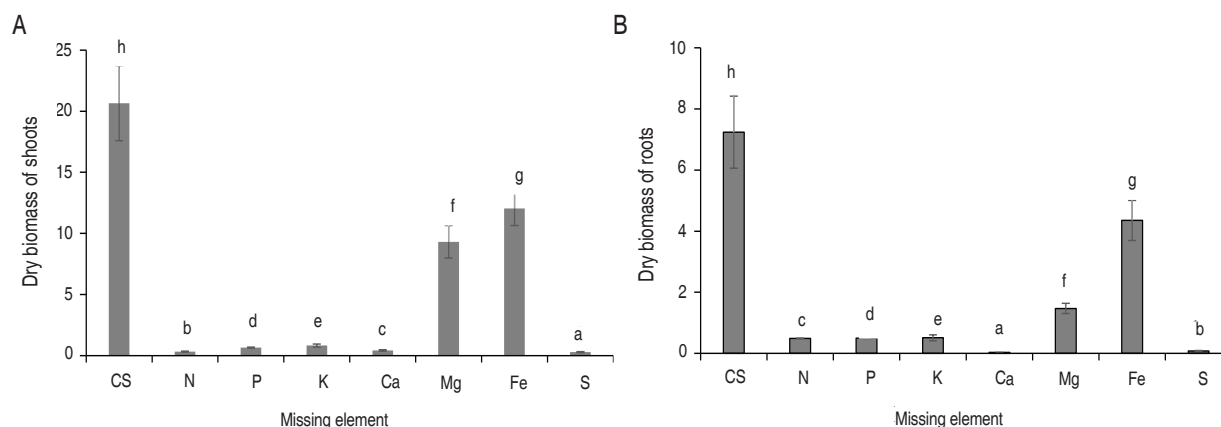 A
Dry biomass of shoots
25
20
15
10
5
0
h
b
d
e
c
f
g
a
CS N P K Ca Mg Fe S
Missing element
B
Dry biomass of roots
10
8
6
4
2
0
h
c
d
e
a
f
g
b
CS N P K Ca Mg Fe S
Missing element